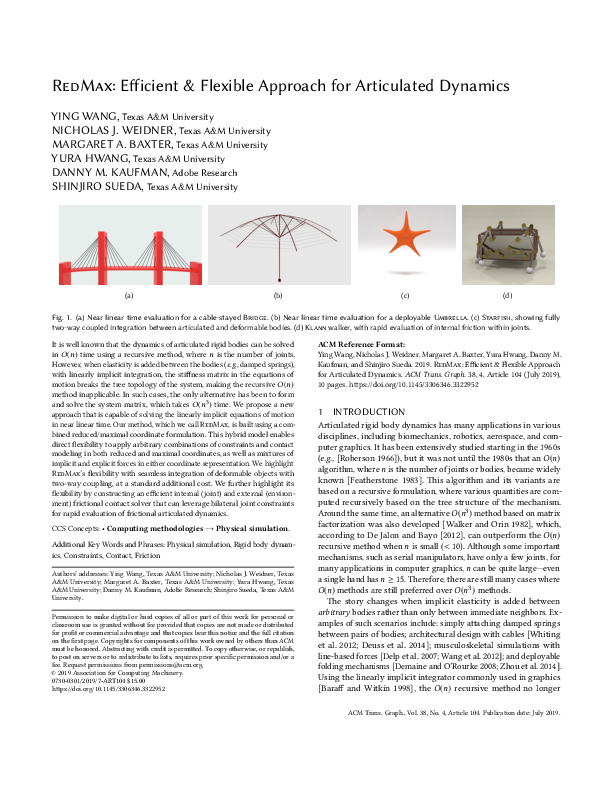 REDMAX: Efficient & Flexible Approach for Articulated Dynamics
YING WANG, Texas A&M University
NICHOLAS J. WEIDNER, Texas A&M University
MARGARET A. BAXTER, Texas A&M University
YURA HWANG, Texas A&M University
DANNY M. KAUFMAN, Adobe Research
SHINJIRO SUEDA, Texas A&M University
(a) (b) (c) (d)
Fig. 1. (a) Near linear time evaluation for a cable-stayed BRIDGE. (b) Near linear time evaluation for a deployable UMBRELLA. (c) STARFISH, showing fully
two-way coupled integration between articulated and deformable bodies. (d) KLANN walker, with rapid evaluation of internal friction within joints.
It is well known that the dynamics of articulated rigid bodies can be solved
in O(n) time using a recursive method, where n is the number of joints.
However, when elasticity is added between the bodies (e.g., damped springs),
with linearly implicit integration, the stiffness matrix in the equations of
motion breaks the tree topology of the system, making the recursive O(n)
method inapplicable. In such cases, the only alternative has been to form
and solve the system matrix, which takes O(n³) time. We propose a new
approach that is capable of solving the linearly implicit equations of motion
in near linear time. Our method, which we call REDMAX, is built using a com-
bined reduced/maximal coordinate formulation. This hybrid model enables
direct flexibility to apply arbitrary combinations of constraints and contact
modeling in both reduced and maximal coordinates, as well as mixtures of
implicit and explicit forces in either coordinate representation. We highlight
REDMAX's flexibility with seamless integration of deformable objects with
two-way coupling, at a standard additional cost. We further highlight its
flexibility by constructing an efficient internal (joint) and external (environ-
ment) frictional contact solver that can leverage bilateral joint constraints
for rapid evaluation of frictional articulated dynamics.
CCS Concepts: • Computing methodologies → Physical simulation.
Additional Key Words and Phrases: Physical simulation, Rigid body dynam-
ics, Constraints, Contact, Friction
Authors' addresses: Ying Wang, Texas A&M University; Nicholas J. Weidner, Texas
A&M University; Margaret A. Baxter, Texas A&M University; Yura Hwang, Texas
A&M University; Danny M. Kaufman, Adobe Research; Shinjiro Sueda, Texas A&M
University.
Permission to make digital or hard copies of all or part of this work for personal or
classroom use is granted without fee provided that copies are not made or distributed
for profit or commercial advantage and that copies bear this notice and the full citation
on the first page. Copyrights for components of this work owned by others than ACM
must be honored. Abstracting with credit is permitted. To copy otherwise, or republish,
to post on servers or to redistribute to lists, requires prior specific permission and/or a
fee. Request permissions from permissions@acm.org.
© 2019 Association for Computing Machinery.
0730-0301/2019/7-ART104 $15.00
https://doi.org/10.1145/3306346.3322952
ACM Reference Format:
Ying Wang, Nicholas J. Weidner, Margaret A. Baxter, Yura Hwang, Danny M.
Kaufman, and Shinjiro Sueda. 2019. REDMAX: Efficient & Flexible Approach
for Articulated Dynamics. ACM Trans. Graph. 38, 4, Article 104 (July 2019),
10 pages. https://doi.org/10.1145/3306346.3322952
1 INTRODUCTION
Articulated rigid body dynamics has many applications in various
disciplines, including biomechanics, robotics, aerospace, and com-
puter graphics. It has been extensively studied starting in the 1960s
(e.g., [Roberson 1966]), but it was not until the 1980s that an O(n)
algorithm, where n is the number of joints or bodies, became widely
known [Featherstone 1983]. This algorithm and its variants are
based on a recursive formulation, where various quantities are com-
puted recursively based on the tree structure of the mechanism.
Around the same time, an alternative O(n³) method based on matrix
factorization was also developed [Walker and Orin 1982], which,
according to De Jalon and Bayo [2012], can outperform the O(n)
recursive method when n is small (< 10). Although some important
mechanisms, such as serial manipulators, have only a few joints, for
many applications in computer graphics, n can be quite large—even
a single hand has n ≥ 15. Therefore, there are still many cases where
O(n) methods are still preferred over O(n³) methods.
The story changes when implicit elasticity is added between
arbitrary bodies rather than only between immediate neighbors. Ex-
amples of such scenarios include: simply attaching damped springs
between pairs of bodies; architectural design with cables [Whiting
et al. 2012; Deuss et al. 2014]; musculoskeletal simulations with
line-based forces [Delp et al. 2007; Wang et al. 2012]; and deployable
folding mechanisms [Demaine and O'Rourke 2008; Zhou et al. 2014].
Using the linearly implicit integrator commonly used in graphics
[Baraff and Witkin 1998], the O(n) recursive method no longer
ACM Trans. Graph., Vol. 38, No. 4, Article 104. Publication date: July 2019.